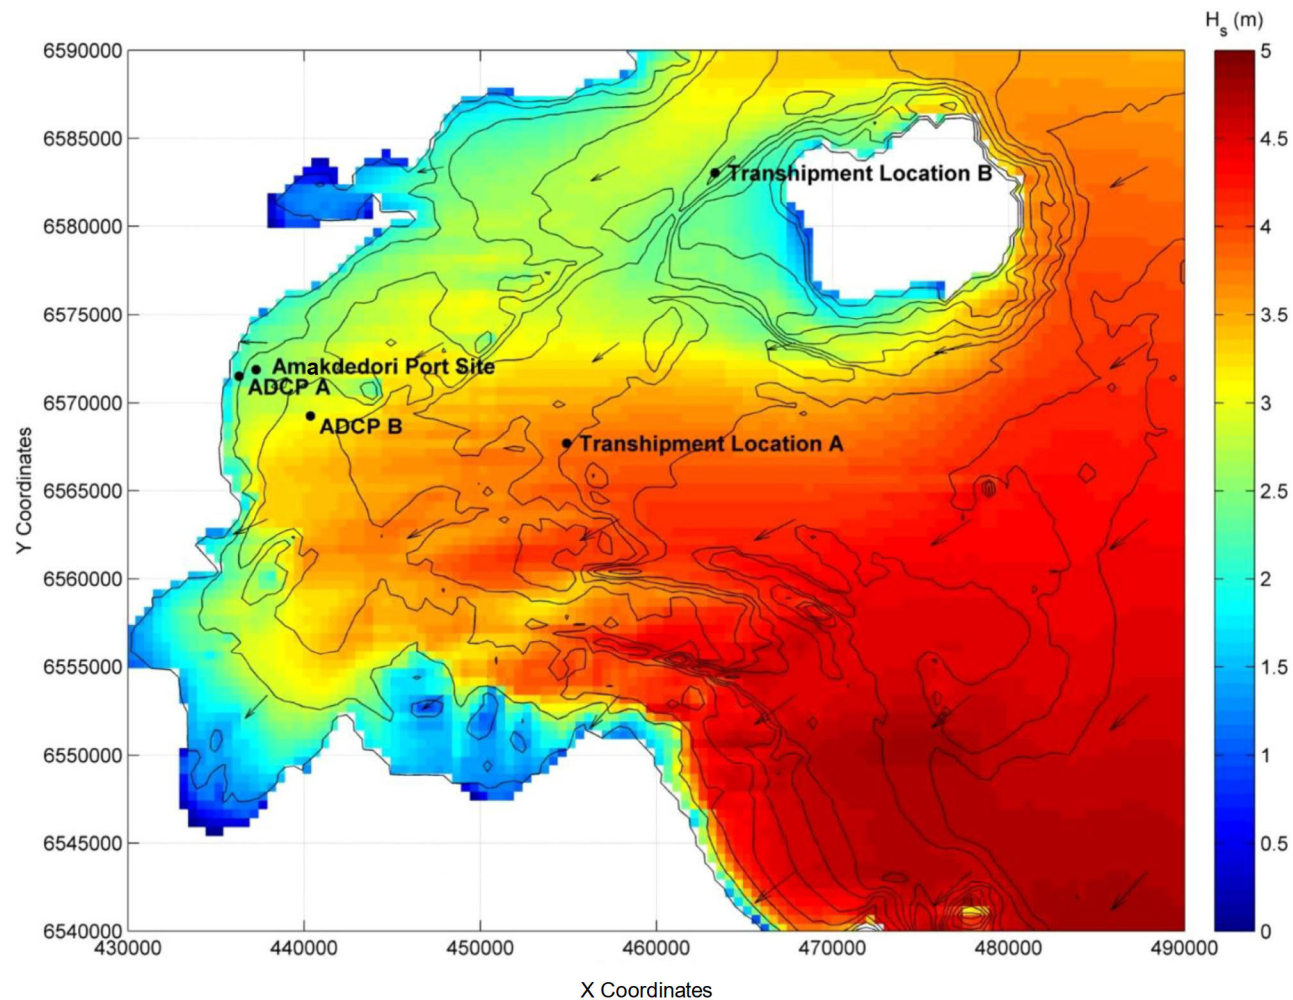 H_s (m)
6590000
6585000
6580000
6575000
6570000
6565000
6560000
6555000
6550000
6545000
6540000
Y Coordinates
430000 440000 450000 460000 470000 480000 490000
X Coordinates
Transhipment Location B
Amakdedori Port Site
ADCP A
ADCP B
Transhipment Location A
5
4.5
4
3.5
3
2.5
2
1.5
1
0.5
0